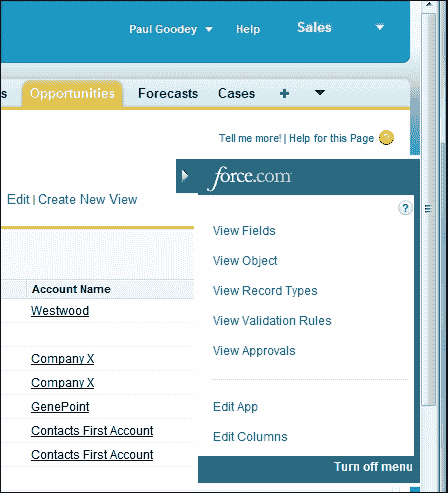 Paul Goodey Help Sales
s Opportunities Forecasts Cases +
Tell me more! | Help for this Page ?
force.com
Edit | Create New View
?
View Fields
View Object
Account Name
View Record Types
Westwood
View Validation Rules
View Approvals
Company X
Company X
GenePoint
Edit App
Contacts First Account
Edit Columns
Contacts First Account
Turn off menu